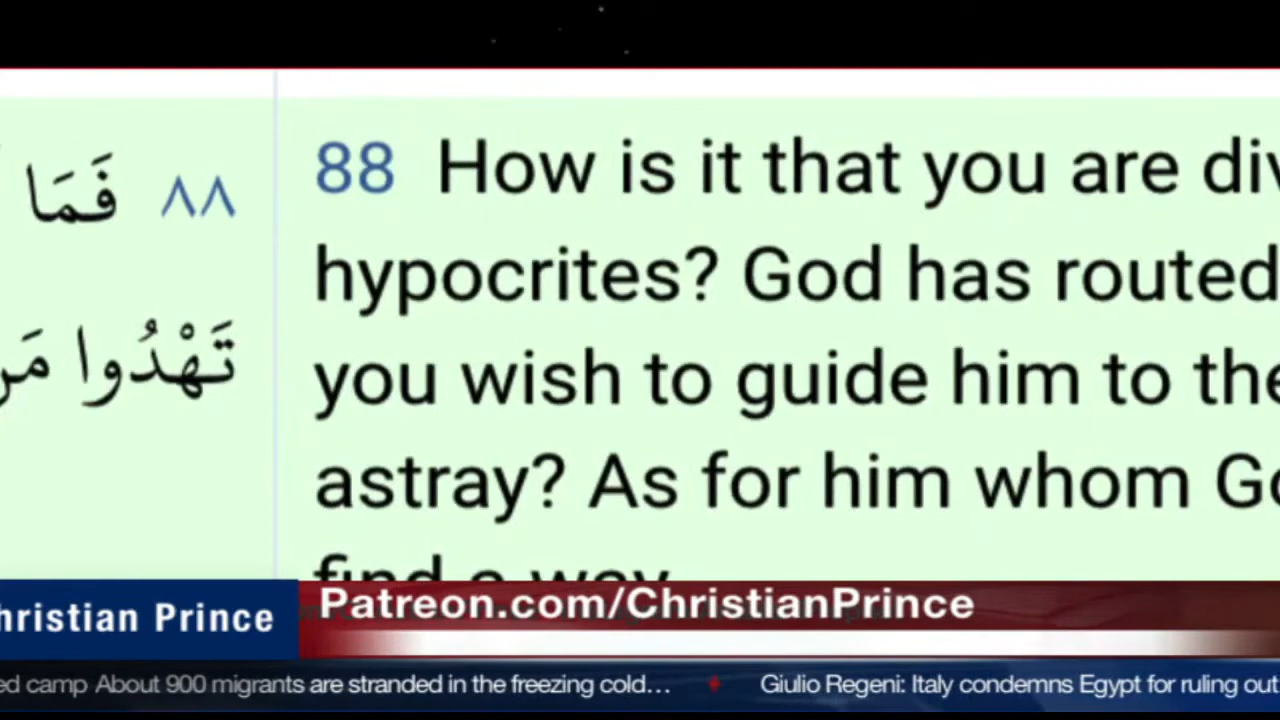 فَمَا ٨٨
تَهْدُوا مَن
88 How is it that you are div
hypocrites? God has routed
you wish to guide him to the
astray? As for him whom Go
find a way.
hristian Prince
Patreon.com/ChristianPrince
ed camp About 900 migrants are stranded in the freezing cold… Giulio Regeni: Italy condemns Egypt for ruling out